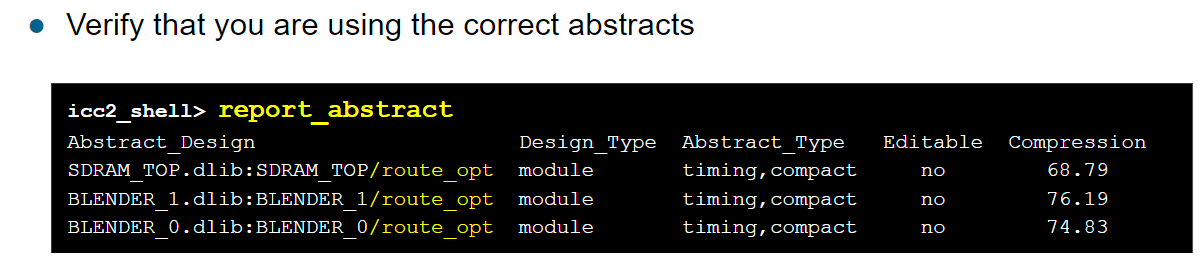 Verify that you are using the correct abstracts
icc2_shell> report_abstract
Abstract_Design Design_Type Abstract_Type Editable Compression
SDRAM_TOP.dlib:SDRAM_TOP/route_opt module timing,compact no 68.79
BLENDER_1.dlib:BLENDER_1/route_opt module timing,compact no 76.19
BLENDER_0.dlib:BLENDER_0/route_opt module timing,compact no 74.83